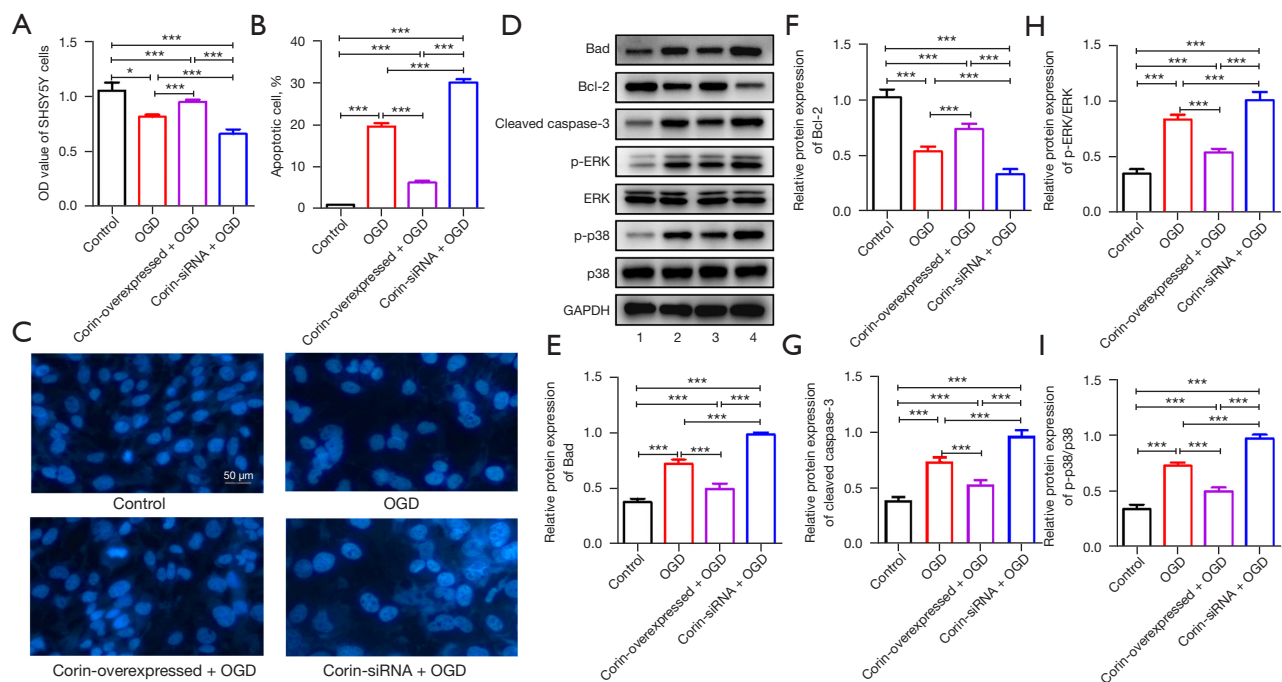 A
OD value of SHSY5Y cells
1.5
1.0
0.5
0.0
***
***
***
*
***
***
Control
OGD
Corin-overexpressed + OGD
Corin-siRNA + OGD
B
Apoptotic cell, %
40
30
20
10
0
***
***
***
***
***
***
Control
OGD
Corin-overexpressed + OGD
Corin-siRNA + OGD
C
50 μm
Control
OGD
Corin-overexpressed + OGD
Corin-siRNA + OGD
D
Bad
Bcl-2
Cleaved caspase-3
p-ERK
ERK
p-p38
p38
GAPDH
1 2 3 4
E
Relative protein expression
of Bad
1.5
1.0
0.5
0.0
***
***
***
***
***
***
Control
OGD
Corin-overexpressed + OGD
Corin-siRNA + OGD
F
Relative protein expression
of Bcl-2
1.5
1.0
0.5
0.0
***
***
***
***
***
***
Control
OGD
Corin-overexpressed + OGD
Corin-siRNA + OGD
G
Relative protein expression
of cleaved caspase-3
1.5
1.0
0.5
0.0
***
***
***
***
***
***
Control
OGD
Corin-overexpressed + OGD
Corin-siRNA + OGD
H
Relative protein expression
of p-ERK/ERK
1.5
1.0
0.5
0.0
***
***
***
***
***
***
Control
OGD
Corin-overexpressed + OGD
Corin-siRNA + OGD
I
Relative protein expression
of p-p38/p38
1.5
1.0
0.5
0.0
***
***
***
***
***
***
Control
OGD
Corin-overexpressed + OGD
Corin-siRNA + OGD